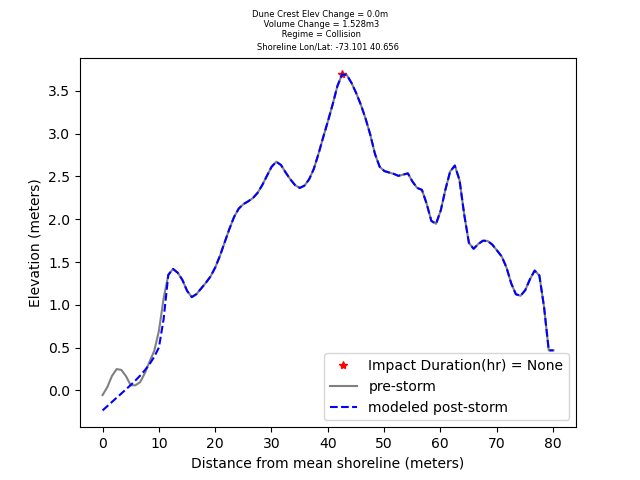 Dune Crest Elev Change = 0.0m
Volume Change = 1.528m3
Regime = Collision
Shoreline Lon/Lat: -73.101 40.656
3.5
3.0
2.5
2.0
1.5
1.0
0.5
0.0
Elevation (meters)
Impact Duration(hr) = None
pre-storm
modeled post-storm
0 10 20 30 40 50 60 70 80
Distance from mean shoreline (meters)